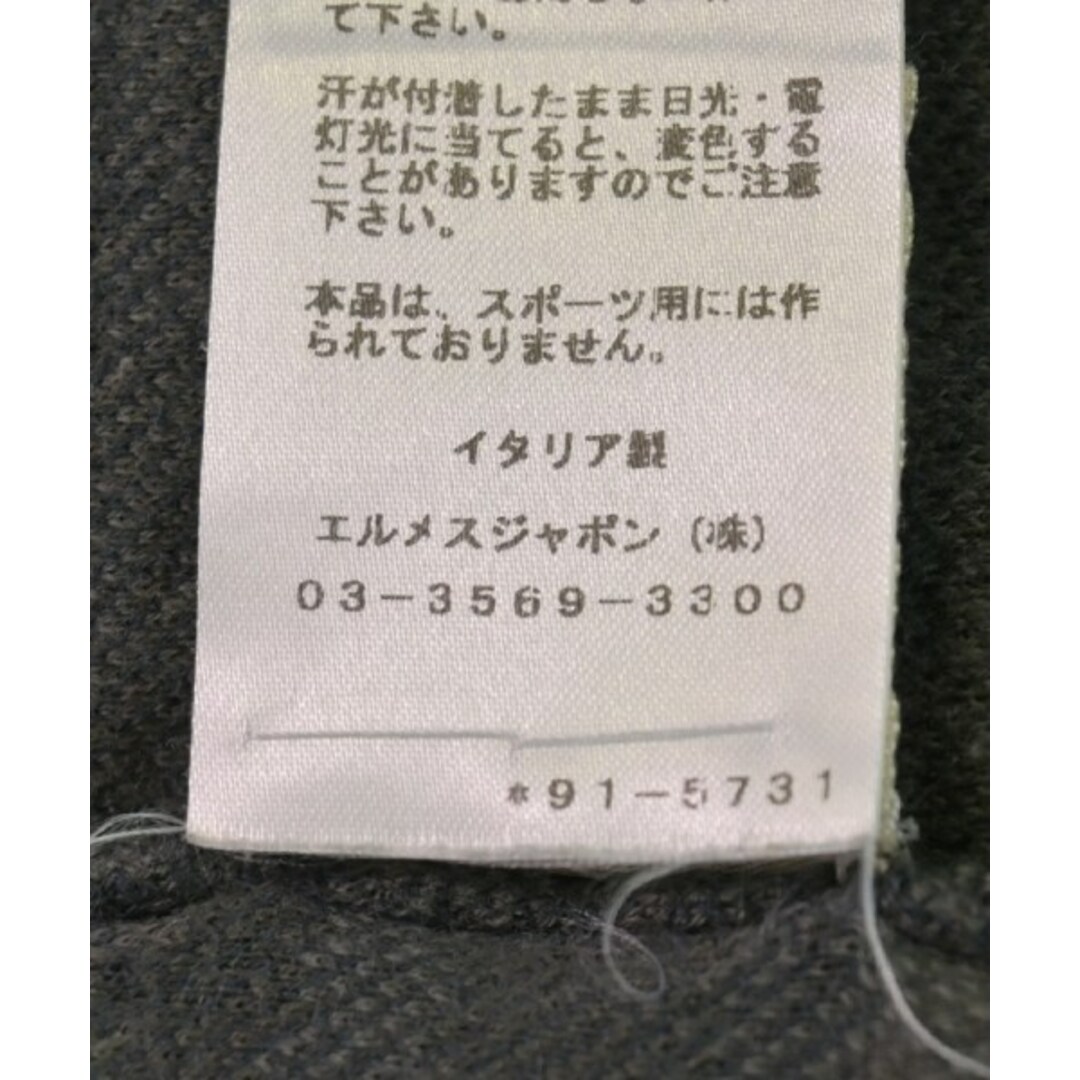 て下さい。
汗が付着したまま日光・電
灯光に当てると、変色する
ことがありますのでご注意
下さい。
本品は、スポーツ用には作
られておりません。
イタリア製
エルメスジャポン（株）
03-3569-3300
*91-5731